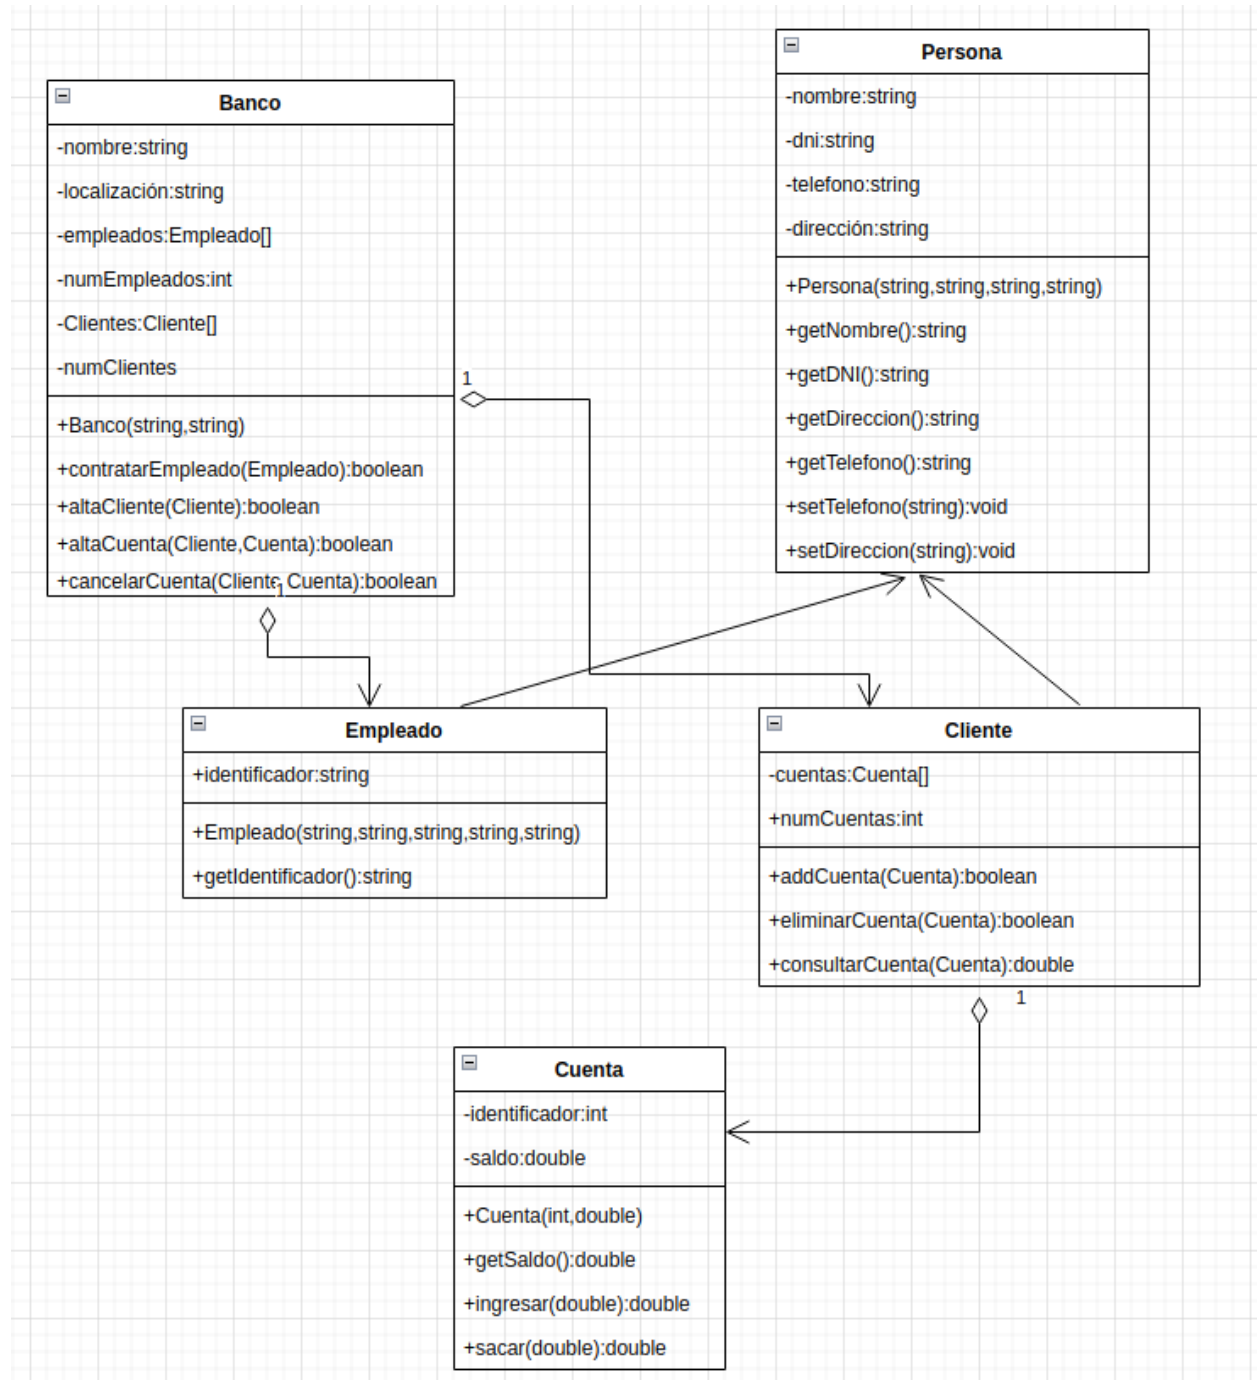 Banco
-nombre:string
-localización:string
-empleados:Empleado[]
-numEmpleados:int
-Clientes:Cliente[]
-numClientes
+Banco(string,string)
+contratarEmpleado(Empleado):boolean
+altaCliente(Cliente):boolean
+altaCuenta(Cliente,Cuenta):boolean
+cancelarCuenta(Cliente,Cuenta):boolean
1
1
Persona
-nombre:string
-dni:string
-telefono:string
-dirección:string
+Persona(string,string,string,string)
+getNombre():string
+getDNI():string
+getDireccion():string
+getTelefono():string
+setTelefono(string):void
+setDireccion(string):void
Empleado
+identificador:string
+Empleado(string,string,string,string,string)
+getIdentificador():string
Cliente
-cuentas:Cuenta[]
+numCuentas:int
+addCuenta(Cuenta):boolean
+eliminarCuenta(Cuenta):boolean
+consultarCuenta(Cuenta):double
1
Cuenta
-identificador:int
-saldo:double
+Cuenta(int,double)
+getSaldo():double
+ingresar(double):double
+sacar(double):double